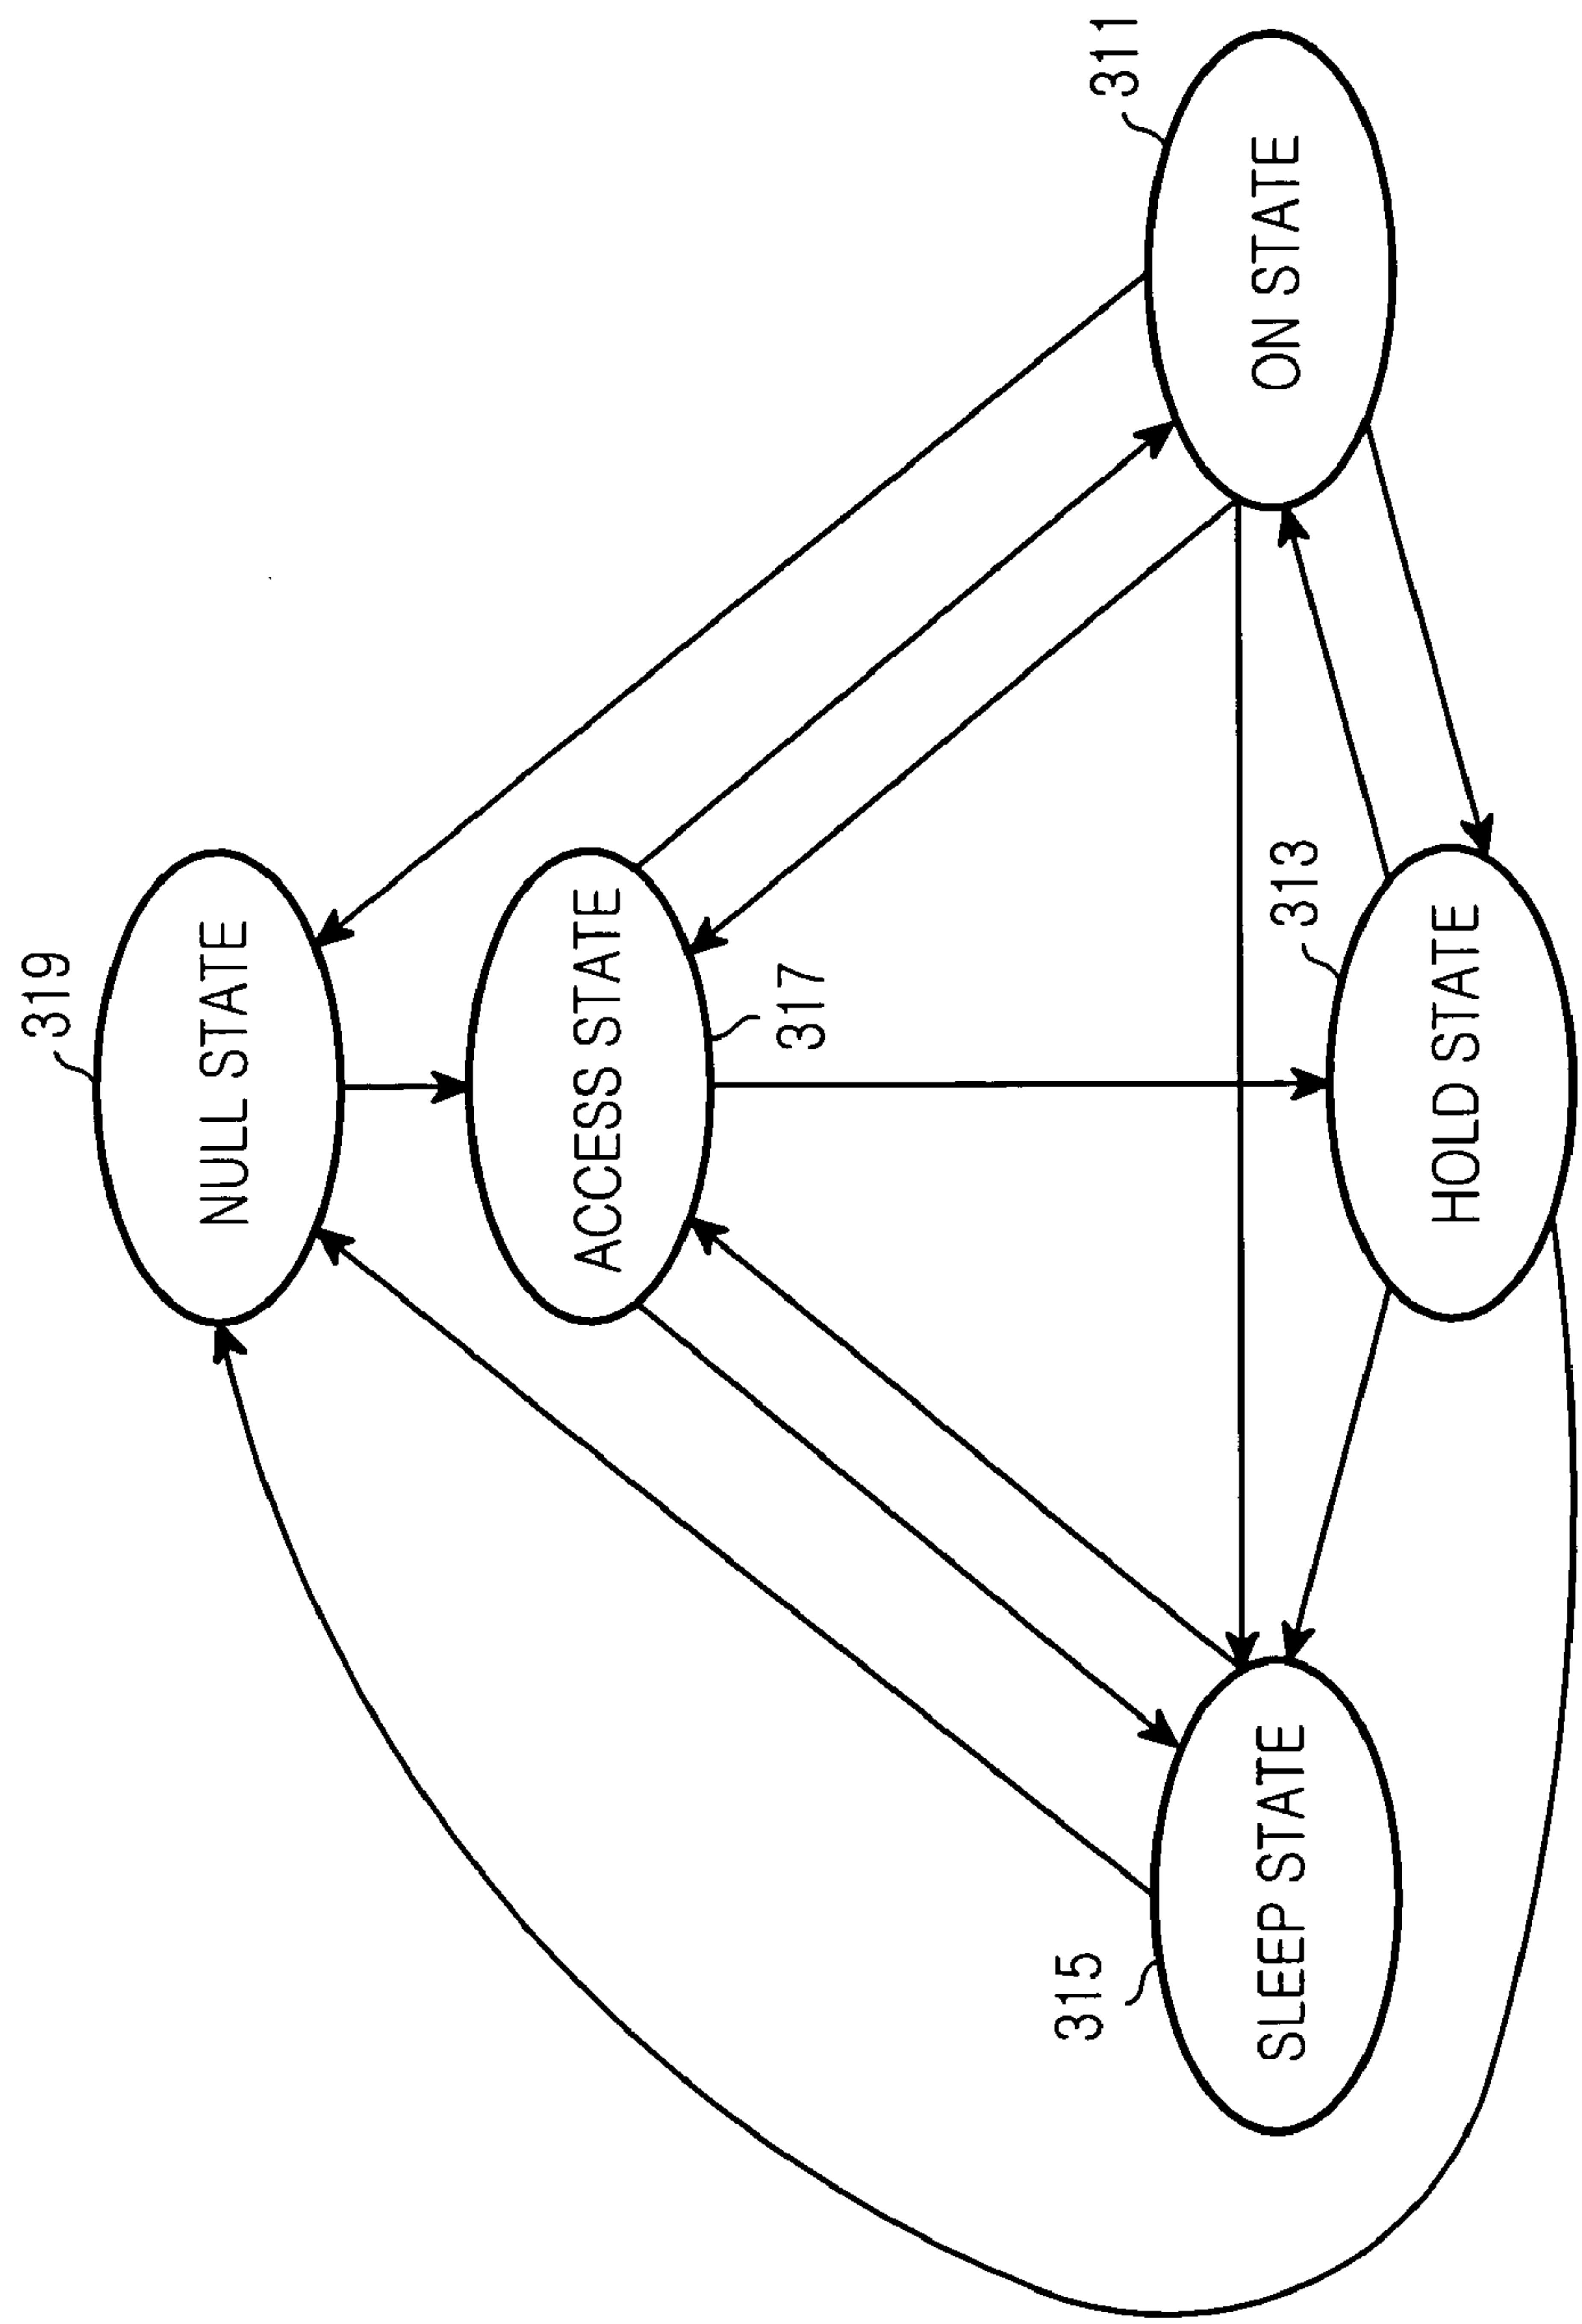 319
NULL STATE
ACCESS STATE
317
311
ON STATE
313
HOLD STATE
315
SLEEP STATE